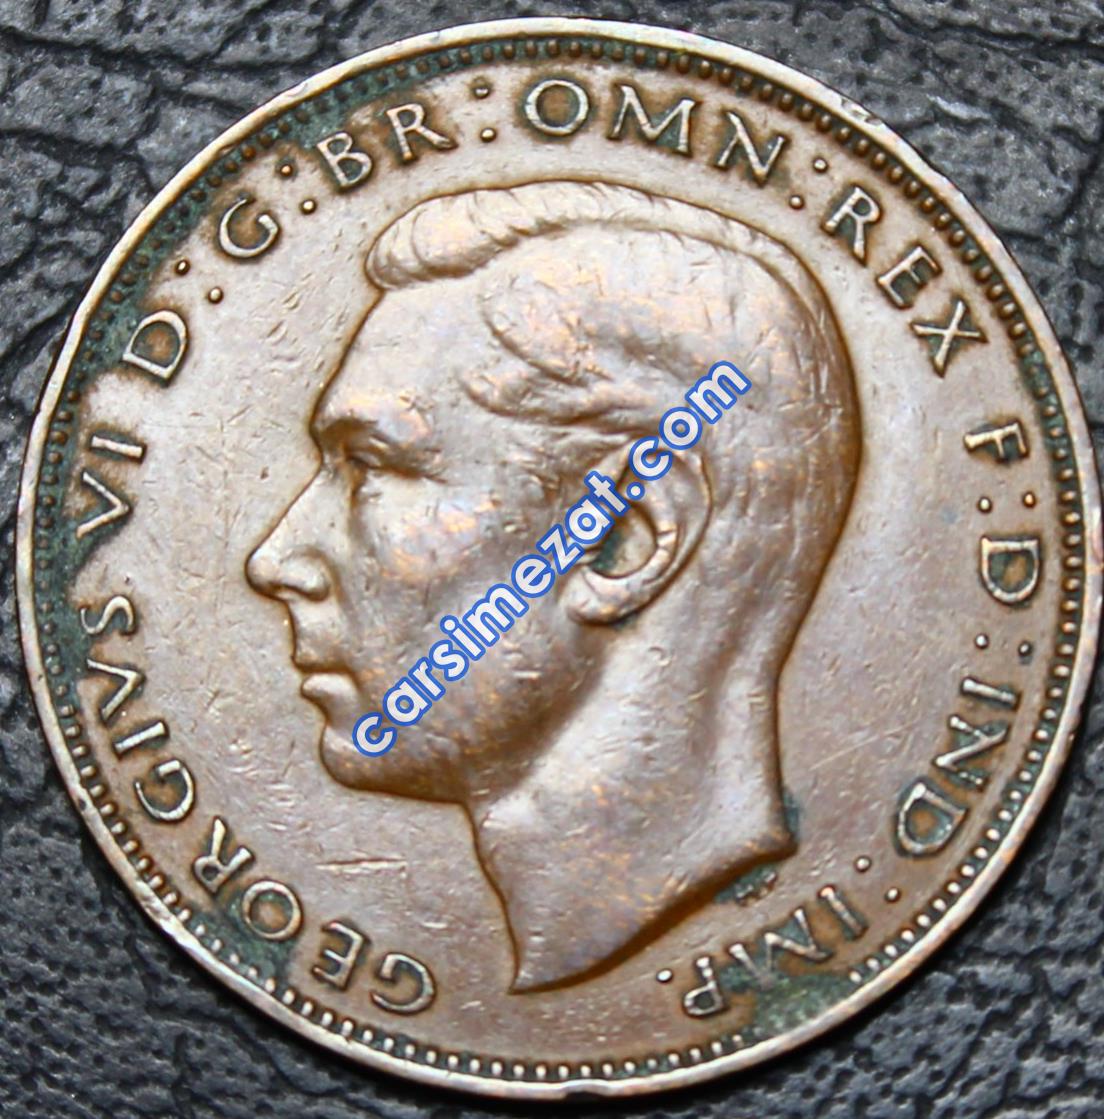 GEORGIVS VI D : G : BR : OMN : REX F : D : IND : IMP.
carsimezat.com